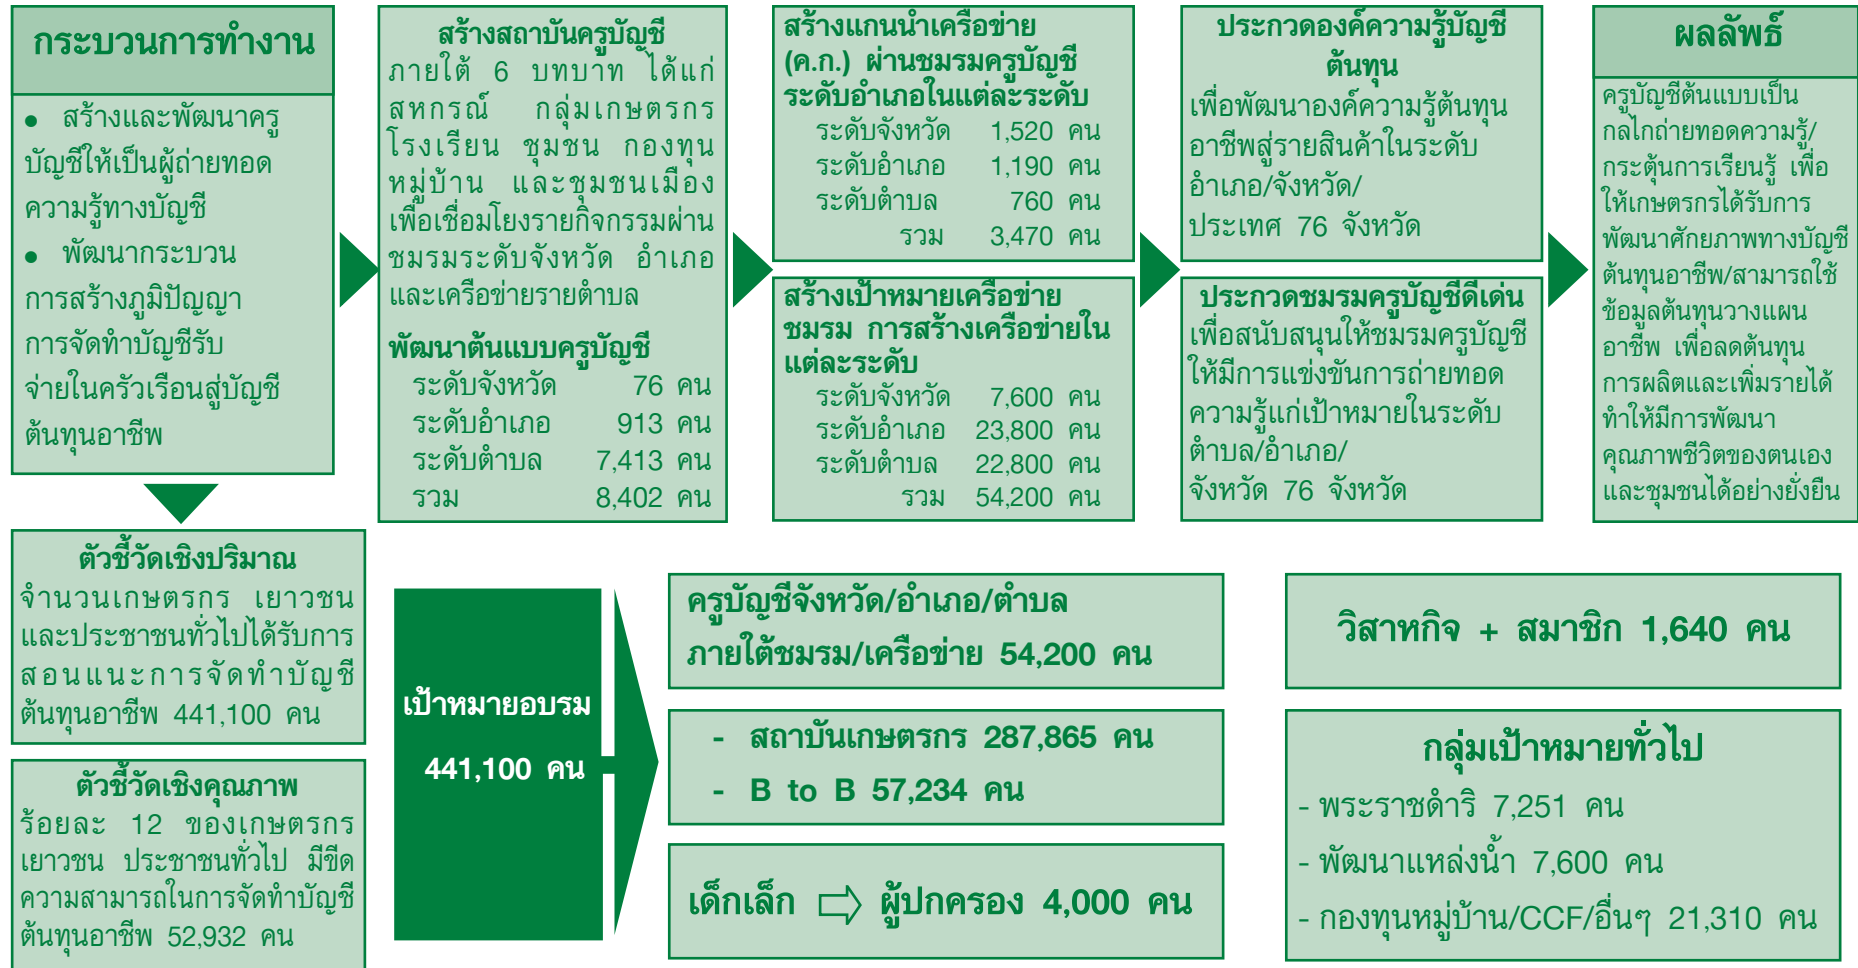 กระบวนการทำงาน
● สร้างและพัฒนาครู
บัญชีให้เป็นผู้ถ่ายทอด
ความรู้ทางบัญชี
● พัฒนากระบวน
การสร้างภูมิปัญญา
การจัดทำบัญชีรับ
จ่ายในครัวเรือนสู่บัญชี
ต้นทุนอาชีพ
สร้างสถาบันครูบัญชี
ภายใต้ 6 บทบาท ได้แก่
สหกรณ์ กลุ่มเกษตรกร
โรงเรียน ชุมชน กองทุน
หมู่บ้าน และชุมชนเมือง
เพื่อเชื่อมโยงรายกิจกรรมผ่าน
ชมรมระดับจังหวัด อำเภอ
และเครือข่ายรายตำบล
พัฒนาต้นแบบครูบัญชี
ระดับจังหวัด 76 คน
ระดับอำเภอ 913 คน
ระดับตำบล 7,413 คน
รวม 8,402 คน
สร้างแกนนำเครือข่าย
(ค.ก.) ผ่านชมรมครูบัญชี
ระดับอำเภอในแต่ละระดับ
ระดับจังหวัด 1,520 คน
ระดับอำเภอ 1,190 คน
ระดับตำบล 760 คน
รวม 3,470 คน
สร้างเป้าหมายเครือข่าย
ชมรม การสร้างเครือข่ายใน
แต่ละระดับ
ระดับจังหวัด 7,600 คน
ระดับอำเภอ 23,800 คน
ระดับตำบล 22,800 คน
รวม 54,200 คน
ประกวดองค์ความรู้บัญชี
ต้นทุน
เพื่อพัฒนาองค์ความรู้ต้นทุน
อาชีพสู่รายสินค้าในระดับ
อำเภอ/จังหวัด/
ประเทศ 76 จังหวัด
ประกวดชมรมครูบัญชีดีเด่น
เพื่อสนับสนุนให้ชมรมครูบัญชี
ให้มีการแข่งขันการถ่ายทอด
ความรู้แก่เป้าหมายในระดับ
ตำบล/อำเภอ/
จังหวัด 76 จังหวัด
ผลลัพธ์
ครูบัญชีต้นแบบเป็น
กลไกถ่ายทอดความรู้/
กระตุ้นการเรียนรู้ เพื่อ
ให้เกษตรกรได้รับการ
พัฒนาศักยภาพทางบัญชี
ต้นทุนอาชีพ/สามารถใช้
ข้อมูลต้นทุนวางแผน
อาชีพ เพื่อลดต้นทุน
การผลิตและเพิ่มรายได้
ทำให้มีการพัฒนา
คุณภาพชีวิตของตนเอง
และชุมชนได้อย่างยั่งยืน
ตัวชี้วัดเชิงปริมาณ
จำนวนเกษตรกร เยาวชน
และประชาชนทั่วไปได้รับการ
สอนแนะการจัดทำบัญชี
ต้นทุนอาชีพ 441,100 คน
ตัวชี้วัดเชิงคุณภาพ
ร้อยละ 12 ของเกษตรกร
เยาวชน ประชาชนทั่วไป มีขีด
ความสามารถในการจัดทำบัญชี
ต้นทุนอาชีพ 52,932 คน
เป้าหมายอบรม
441,100 คน
ครูบัญชีจังหวัด/อำเภอ/ตำบล
ภายใต้ชมรม/เครือข่าย 54,200 คน
- สถาบันเกษตรกร 287,865 คน
- B to B 57,234 คน
เด็กเล็ก ⇨ ผู้ปกครอง 4,000 คน
วิสาหกิจ + สมาชิก 1,640 คน
กลุ่มเป้าหมายทั่วไป
- พระราชดำริ 7,251 คน
- พัฒนาแหล่งน้ำ 7,600 คน
- กองทุนหมู่บ้าน/CCF/อื่นๆ 21,310 คน